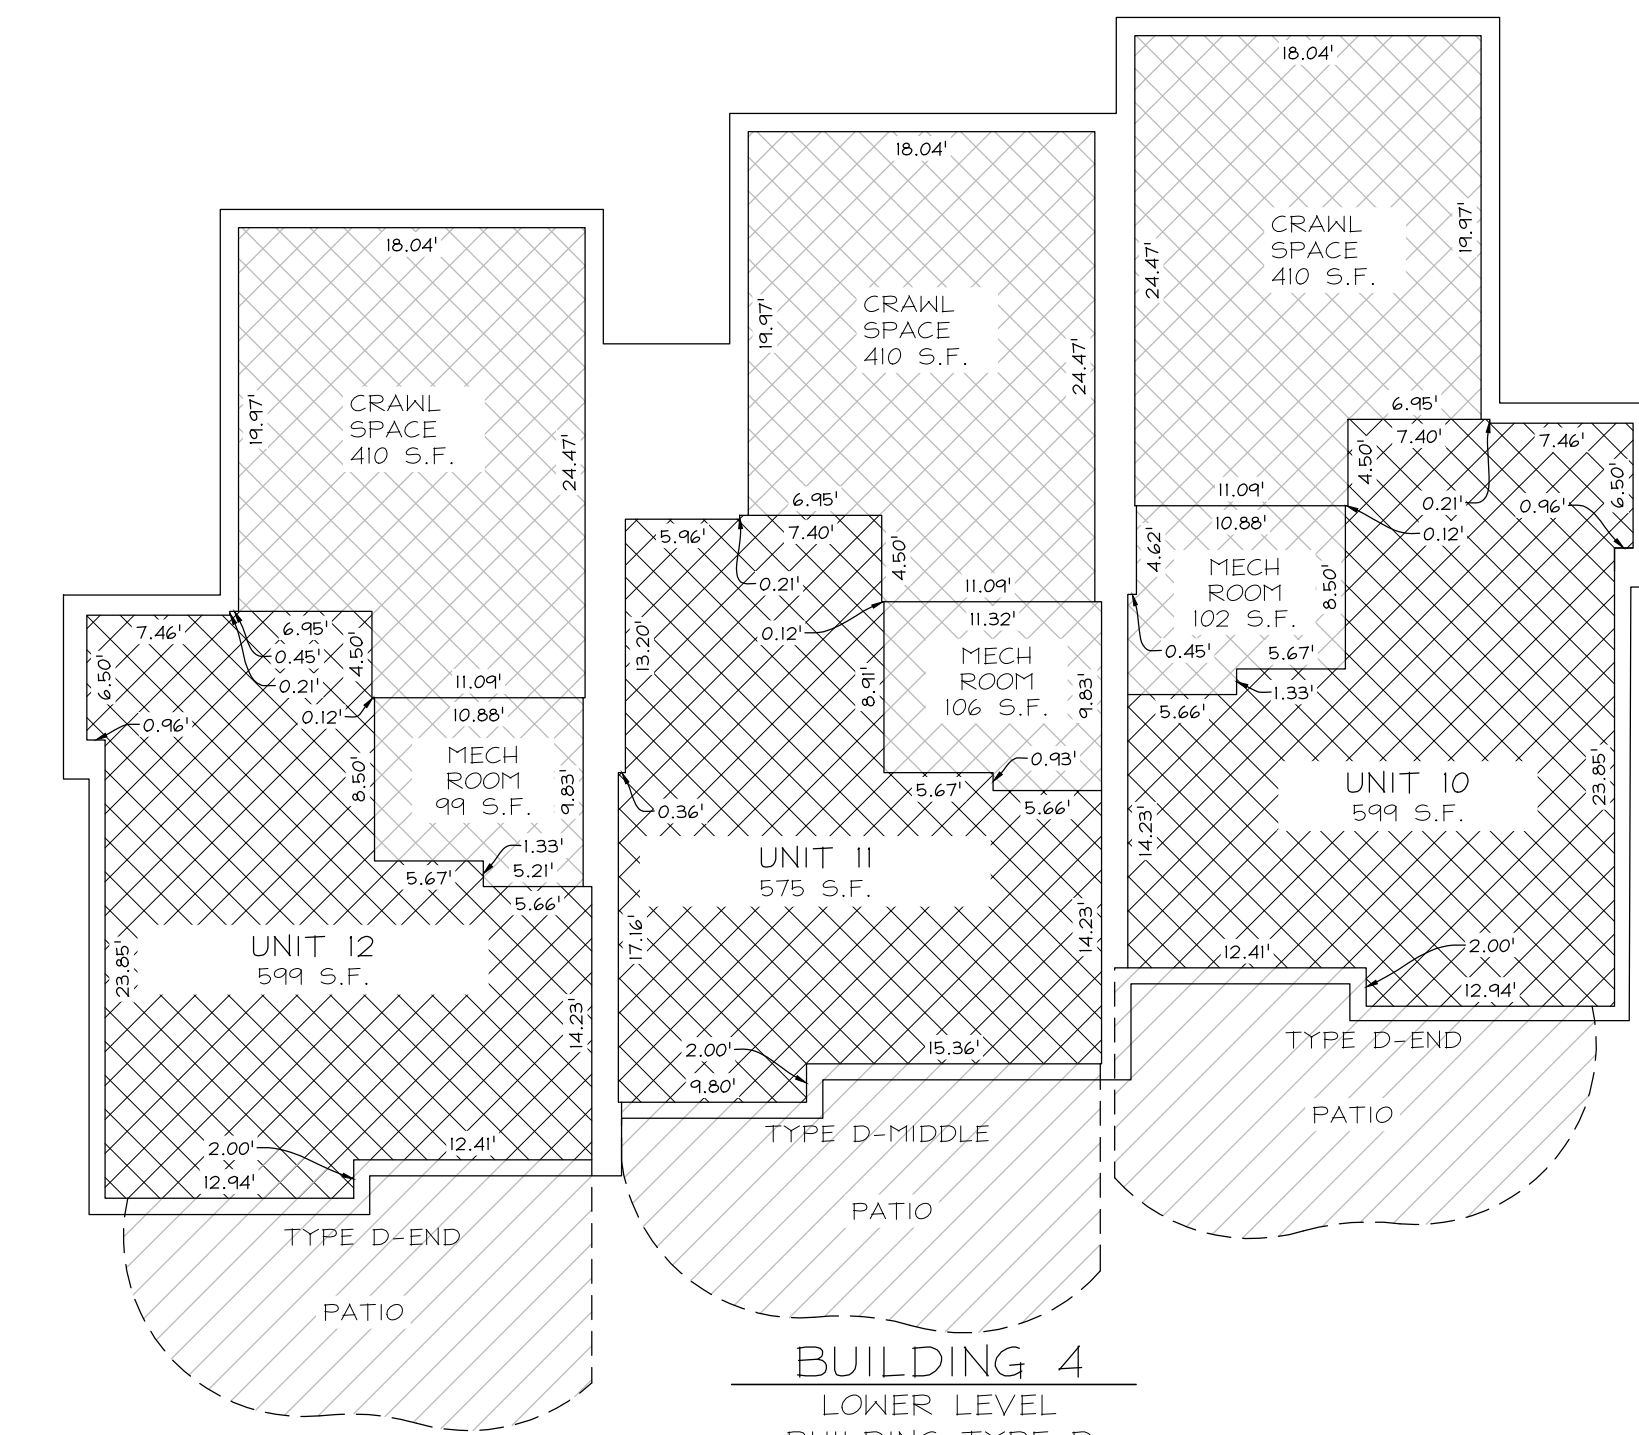 18.04'
CRAWL
SPACE
410 S.F.
19.97'
24.47'
6.95'
7.40'
7.46'
4.50'
6.50'
0.21'
0.96'
11.09'
0.12'
10.88'
4.62'
MECH
ROOM
102 S.F.
8.50'
0.45'
5.67'
1.33'
5.66'
UNIT 10
599 S.F.
23.85'
14.23'
12.41'
2.00'
12.94'
TYPE D-END
PATIO
18.04'
CRAWL
SPACE
410 S.F.
19.97'
24.47'
6.95'
7.40'
5.96'
4.50'
0.21'
11.09'
0.12'
11.32'
13.20'
MECH
ROOM
106 S.F.
8.91'
9.83'
0.93'
5.67'
5.66'
0.36'
UNIT 11
575 S.F.
17.16'
14.23'
15.36'
2.00'
9.80'
TYPE D-MIDDLE
PATIO
18.04'
CRAWL
SPACE
410 S.F.
19.97'
24.47'
7.46'
6.95'
4.50'
6.50'
0.45'
0.21'
11.09'
0.12'
10.88'
0.96'
MECH
ROOM
99 S.F.
8.50'
9.83'
1.33'
5.21'
5.67'
5.66'
UNIT 12
599 S.F.
23.85'
14.23'
12.41'
2.00'
12.94'
TYPE D-END
PATIO
BUILDING 4
LOWER LEVEL
BUILDING TYPE D